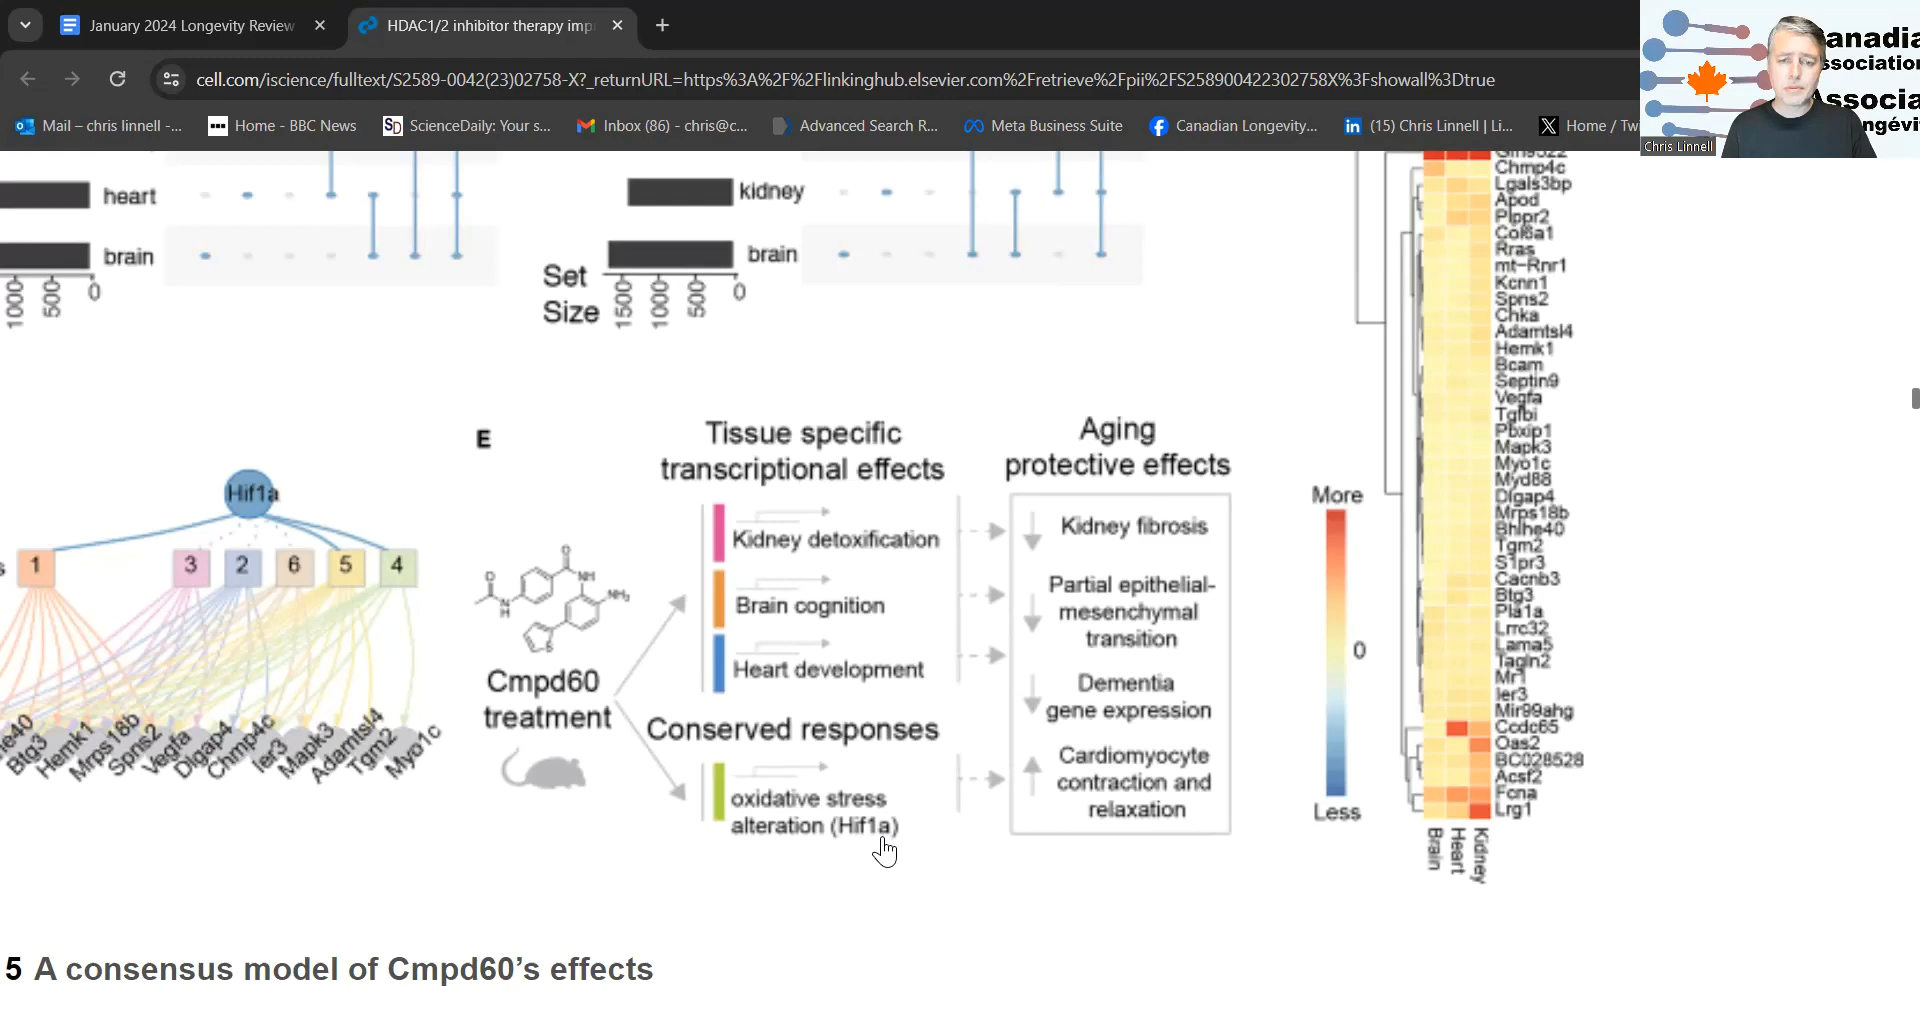 January 2024 Longevity Review
HDAC1/2 inhibitor therapy imp
cell.com/iscience/fulltext/S2589-0042(23)02758-X?_returnURL=https%3A%2F%2Flinkinghub.elsevier.com%2Fretrieve%2Fpii%2FS258900422302758X%3Fshowall%3Dtrue
Mail – chris linnell -...
Home - BBC News
SD
ScienceDaily: Your s...
Inbox (86) - chris@c...
Advanced Search R...
Meta Business Suite
Canadian Longevity...
(15) Chris Linnell | Li...
Home / Twi
anadia
ssociation
Associa
ngévi
Chris Linnell
heart
brain
1000
500
0
kidney
brain
Set
Size
1500
1000
500
0
Hif1a
1
3
2
6
5
4
Btg3
Hemk1
Mrps18b
Spns2
Vegfa
Dlgap4
Chmp4c
Ier3
Mapk3
Adamtsl4
Tgm2
Myo1c
E
Tissue specific
transcriptional effects
Kidney detoxification
Brain cognition
Heart development
Conserved responses
oxidative stress
alteration (Hif1a)
Cmpd60
treatment
O
NH
NH₂
O
N
H
S
Aging
protective effects
Kidney fibrosis
Partial epithelial-
mesenchymal
transition
Dementia
gene expression
Cardiomyocyte
contraction and
relaxation
More
0
Less
Chmp4c
Lgals3bp
Apod
Plppr2
Col6a1
Rras
mt-Rnr1
Kcnn1
Spns2
Chka
Adamtsl4
Hemk1
Bcam
Septin9
Vegfa
Tgfbi
Pbxip1
Mapk3
Myo1c
Myd88
Dlgap4
Mrps18b
Bhlhe40
Tgm2
S1pr3
Cacnb3
Btg3
Pla1a
Lrrc32
Lama5
Tagln2
Mr1
Ier3
Mir99ahg
Ccdc65
Oas2
BC028528
Acsf2
Fcna
Lrg1
Brain
Heart
Kidney
5 A consensus model of Cmpd60’s effects